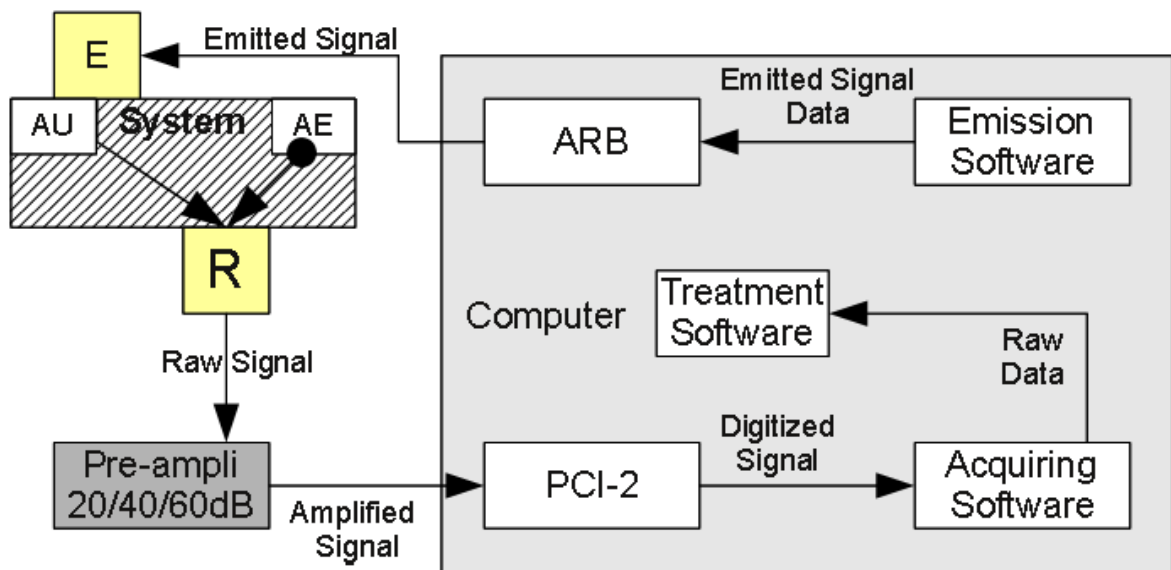 E
Emitted Signal
AU
System
AE
R
Raw Signal
Pre-ampli
20/40/60dB
Amplified
Signal
Computer
ARB
Emitted Signal
Data
Emission
Software
Treatment
Software
Raw
Data
PCI-2
Digitized
Signal
Acquiring
Software